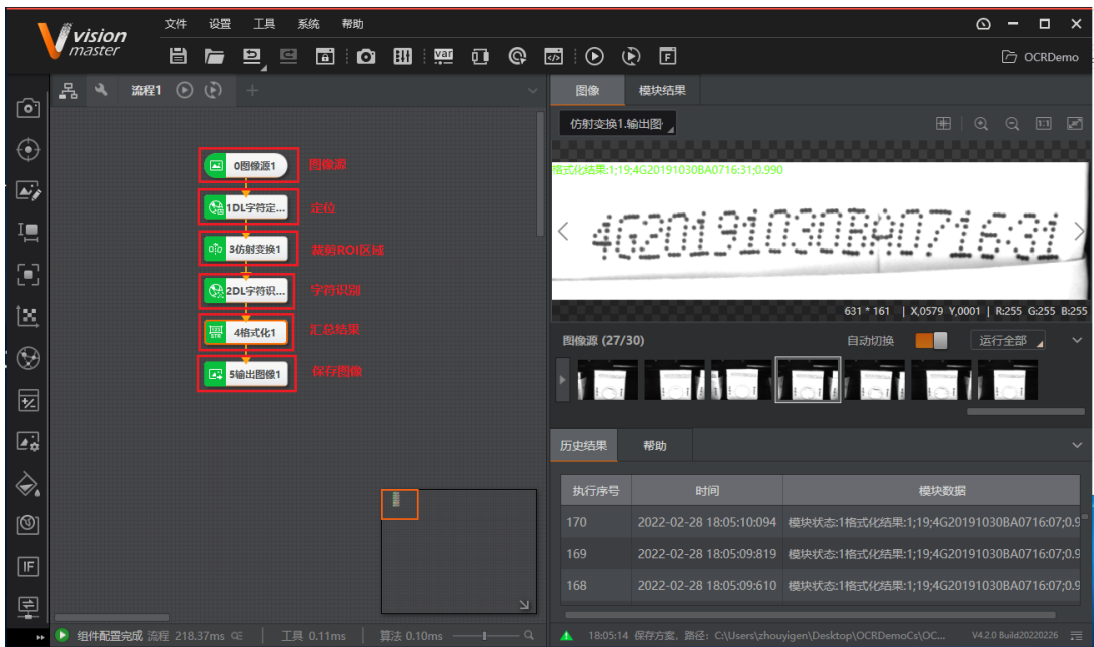 vision master
文件 设置 工具 系统 帮助
OCRDemo
流程1
图像 模块结果
仿射变换1.输出图
0图像源1 图像源
1DL字符定... 定位
3仿射变换1 裁剪ROI区域
2DL字符识... 字符识别
4格式化1 汇总结果
5输出图像1 保存图像
格式化结果:1;19;4G20191030BA0716:31;0.990
4G20191030BA0716:31
631 * 161 | X,0579 Y,0001 | R:255 G:255 B:255
图像源 (27/30) 自动切换 运行全部
历史结果 帮助
执行序号 时间 模块数据
170 2022-02-28 18:05:10:094 模块状态:1格式化结果:1;19;4G20191030BA0716:07;0.9
169 2022-02-28 18:05:09:819 模块状态:1格式化结果:1;19;4G20191030BA0716:07;0.9
168 2022-02-28 18:05:09:610 模块状态:1格式化结果:1;19;4G20191030BA0716:07;0.9
组件配置完成 流程 218.37ms 工具 0.11ms 算法 0.10ms
18:05:14 保存方案，路径：C:\Users\zhouyigen\Desktop\OCRDemoCs\OC... V4.2.0 Build20220226